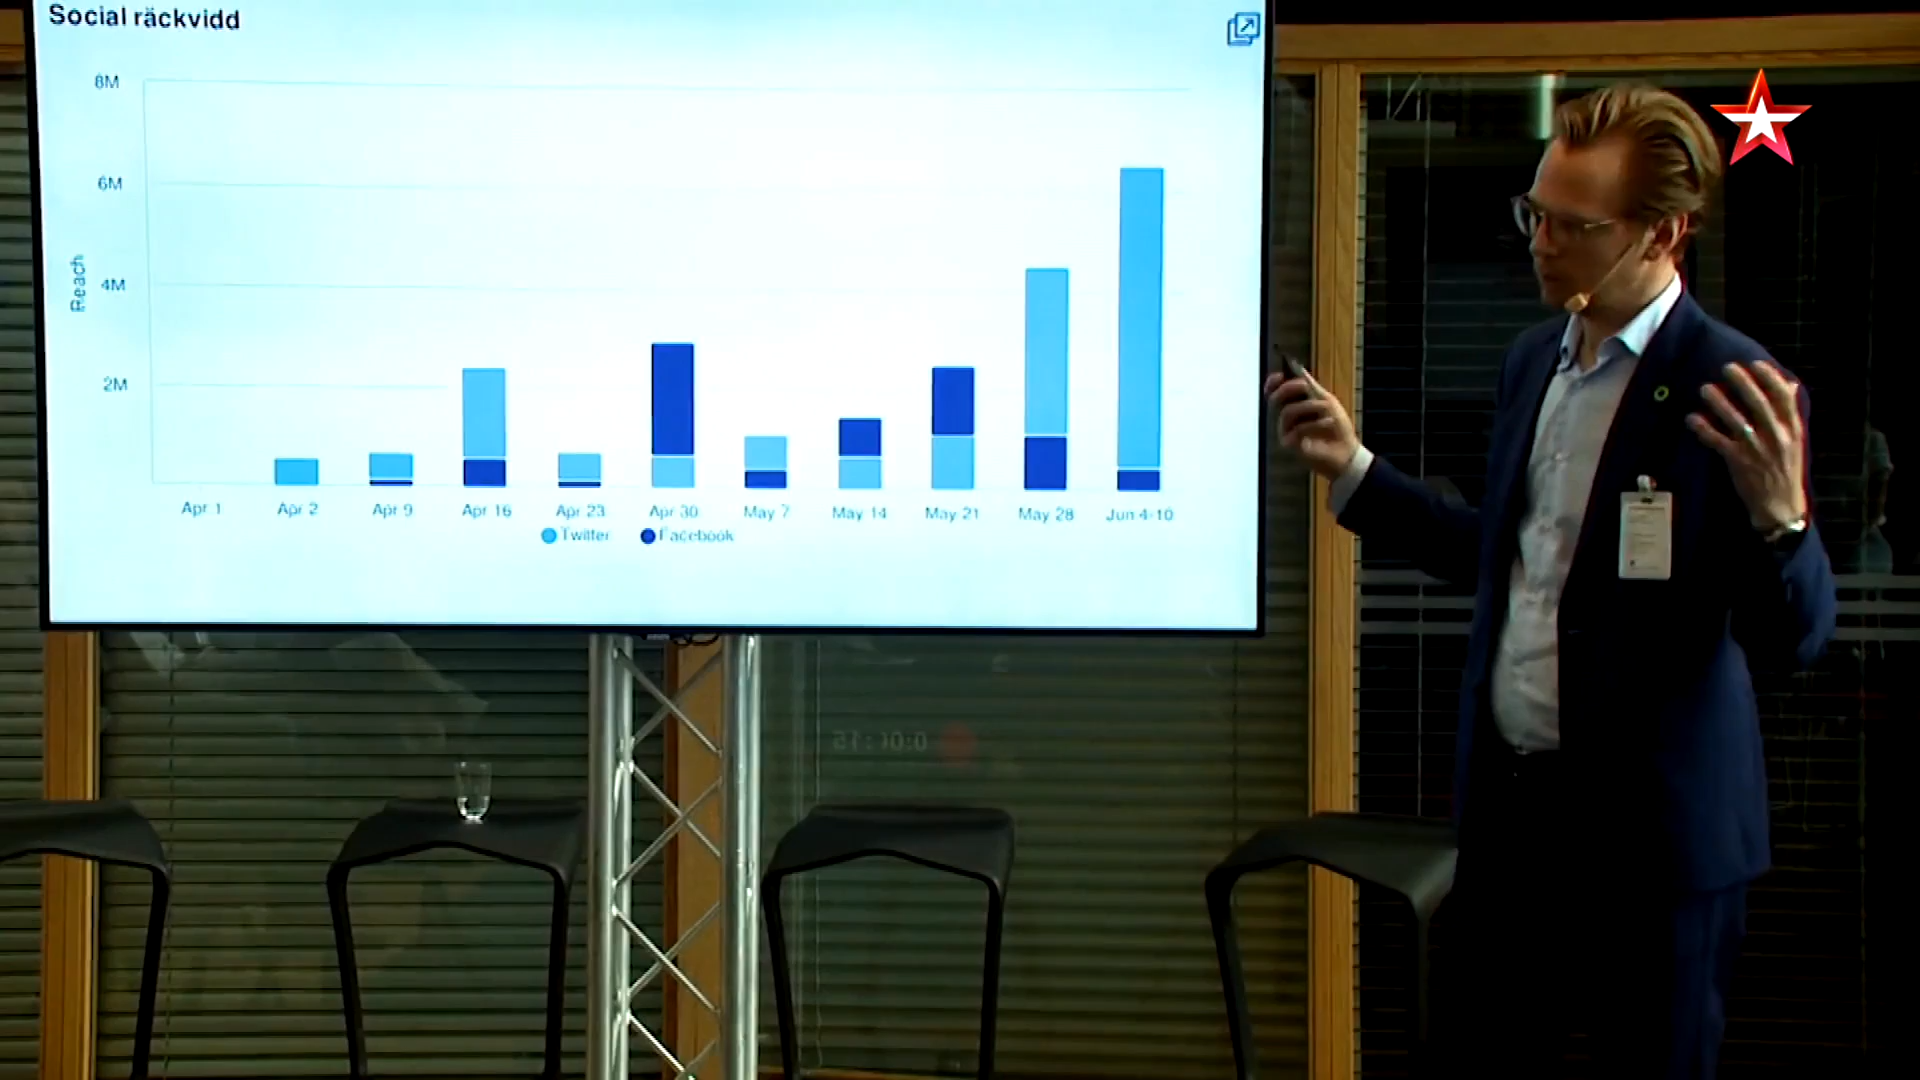 Social räckvidd
8M
6M
4M
2M
Reach
Apr 1 Apr 2 Apr 9 Apr 16 Apr 23 Apr 30 May 7 May 14 May 21 May 28 Jun 4-10
Twitter Facebook